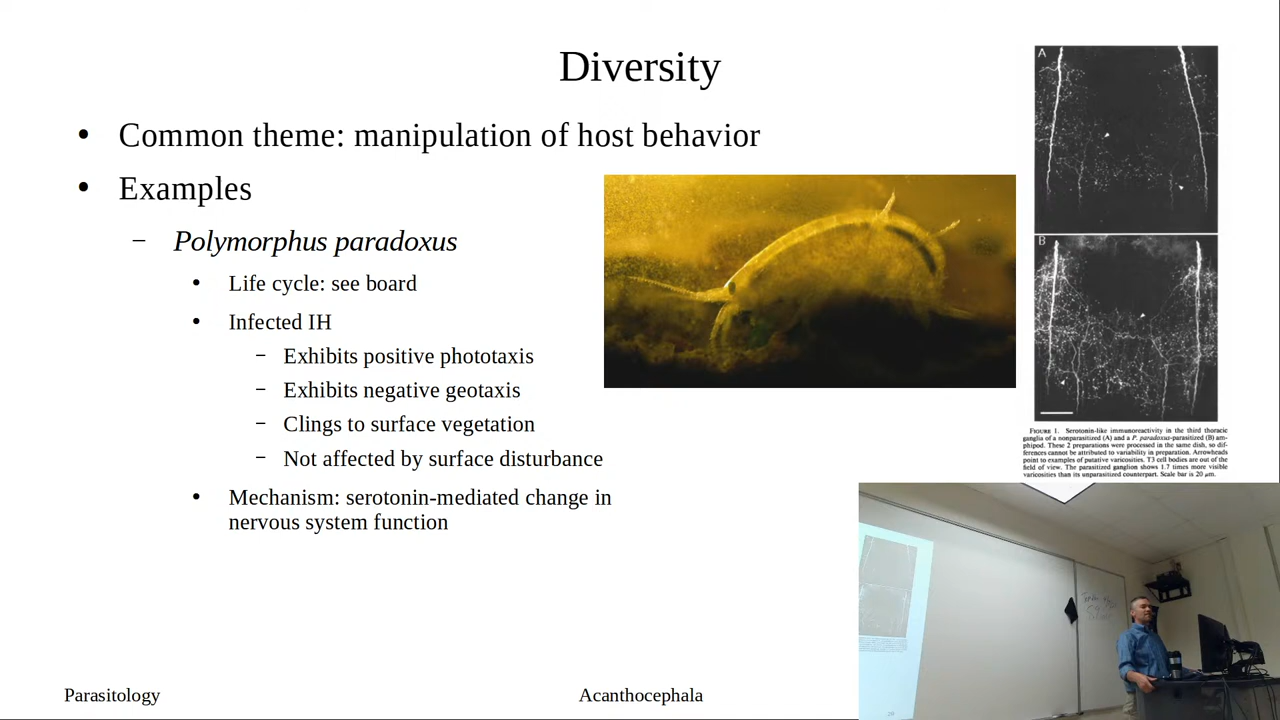 Diversity
• Common theme: manipulation of host behavior
• Examples
– Polymorphus paradoxus
• Life cycle: see board
• Infected IH
– Exhibits positive phototaxis
– Exhibits negative geotaxis
– Clings to surface vegetation
– Not affected by surface disturbance
• Mechanism: serotonin-mediated change in
nervous system function
A
B
FIGURE 1. Serotonin-like immunoreactivity in the third thoracic
ganglia of a nonparasitized (A) and a P. paradoxus-parasitized (B) am-
phipod. These 2 preparations were processed in the same dish, so dif-
ferences cannot be attributed to variability in preparation. Arrowheads
point to examples of putative varicosities. T3 cell bodies are out of the
field of view. The parasitized ganglion shows 1.7 times more visible
varicosities than its unparasitized counterpart. Scale bar is 20 μm.
Parasitology
Acanthocephala